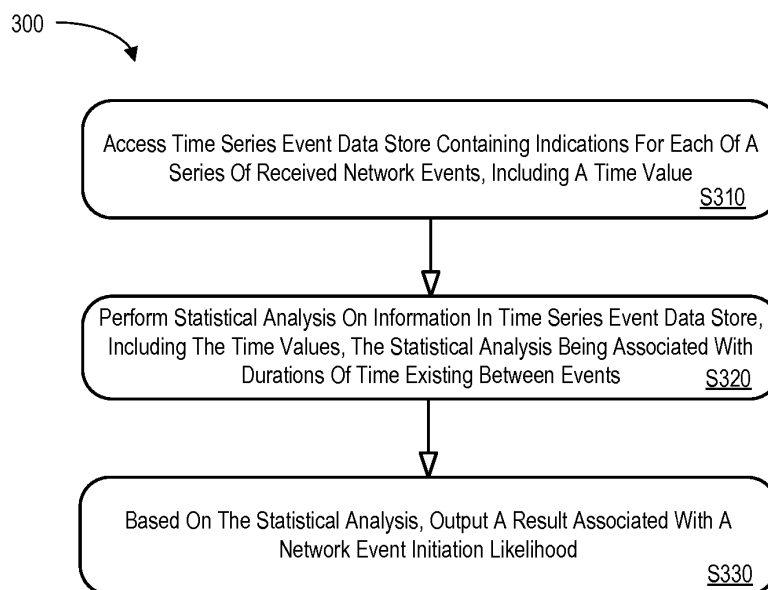 300
Access Time Series Event Data Store Containing Indications For Each Of A
Series Of Received Network Events, Including A Time Value
S310
Perform Statistical Analysis On Information In Time Series Event Data Store,
Including The Time Values, The Statistical Analysis Being Associated With
Durations Of Time Existing Between Events
S320
Based On The Statistical Analysis, Output A Result Associated With A
Network Event Initiation Likelihood
S330